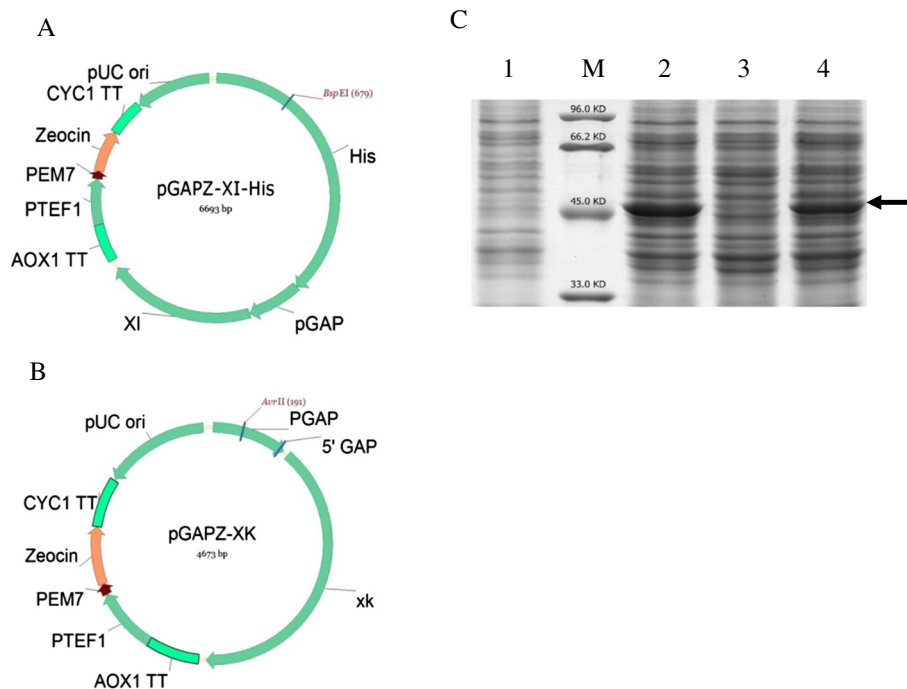 A
pUC ori
CYC1 TT
BspEI (679)
Zeocin
His
PEM7
pGAPZ-XI-His
6693 bp
PTEF1
AOX1 TT
XI
pGAP
B
AvrII (191)
PGAP
pUC ori
5' GAP
CYC1 TT
pGAPZ-XK
4673 bp
Zeocin
xk
PEM7
PTEF1
AOX1 TT
C
1 M 2 3 4
96.0 KD
66.2 KD
45.0 KD
33.0 KD